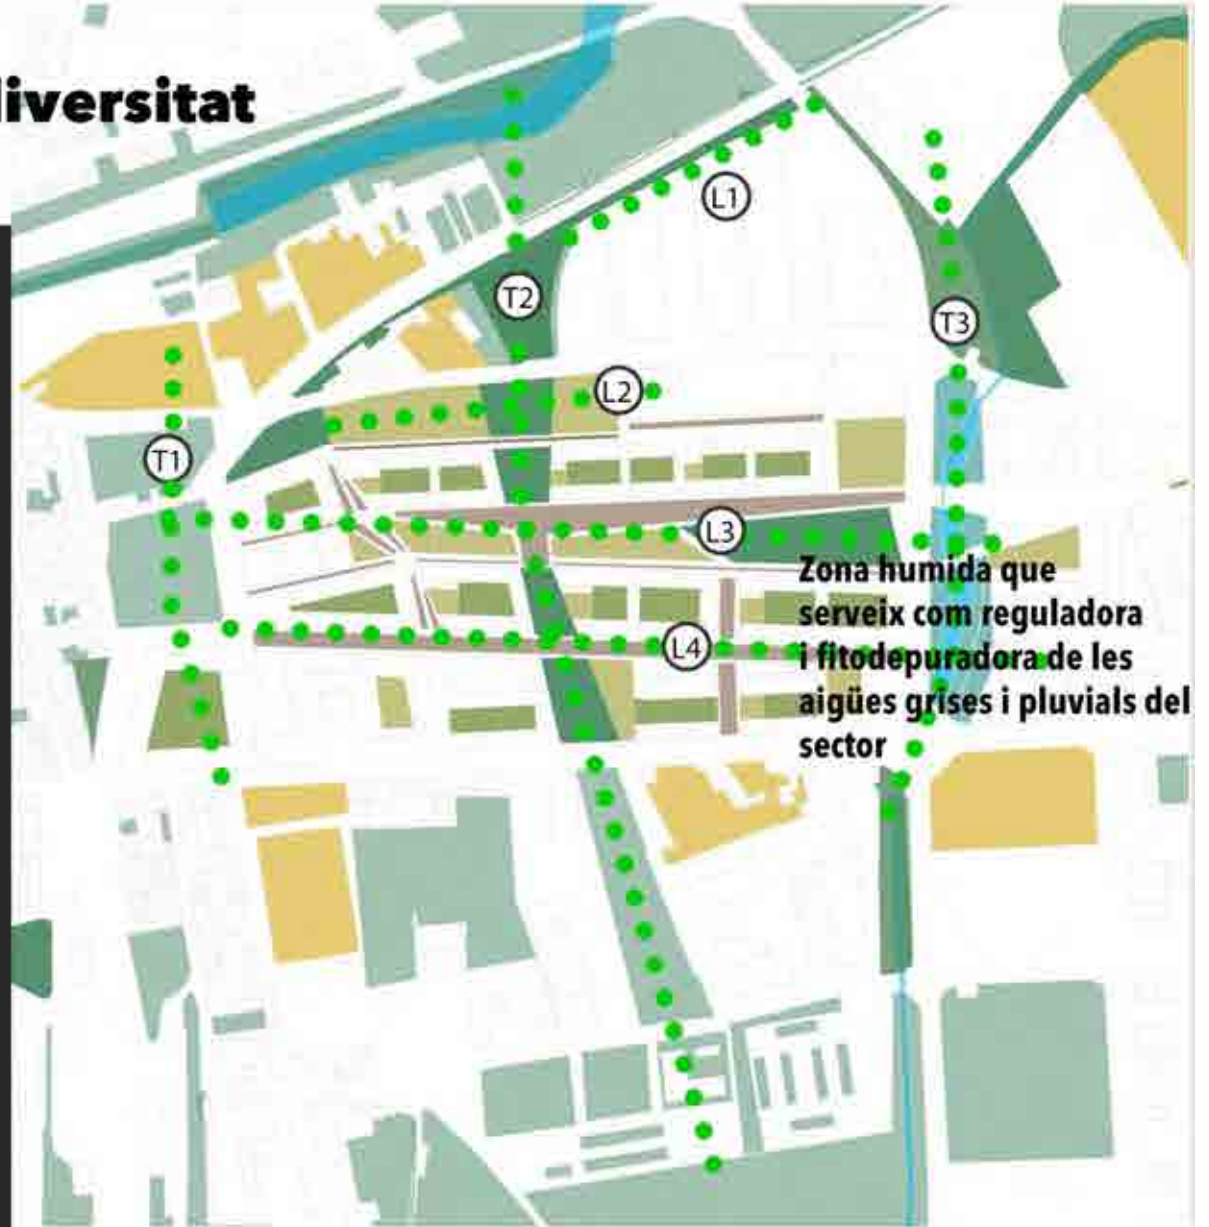 iversitat
L1
T2
T3
L2
T1
L3
Zona humida que
serveix com reguladora
i fitodepuradora de les
aigües grises i pluvials del
sector
L4